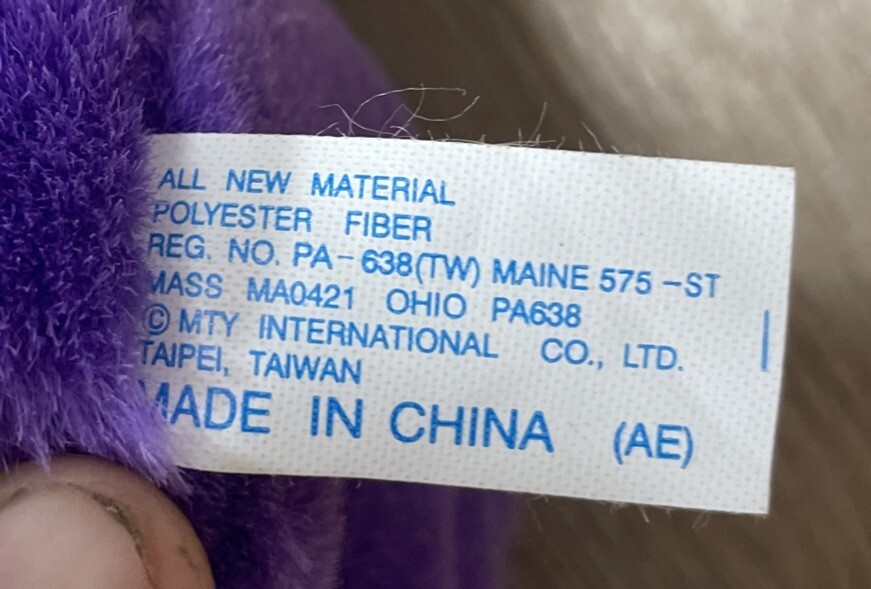 ALL NEW MATERIAL
POLYESTER FIBER
REG. NO. PA-638(TW) MAINE 575-ST
MASS MA0421 OHIO PA638
© MTY INTERNATIONAL CO., LTD.
TAIPEI, TAIWAN
MADE IN CHINA (AE)